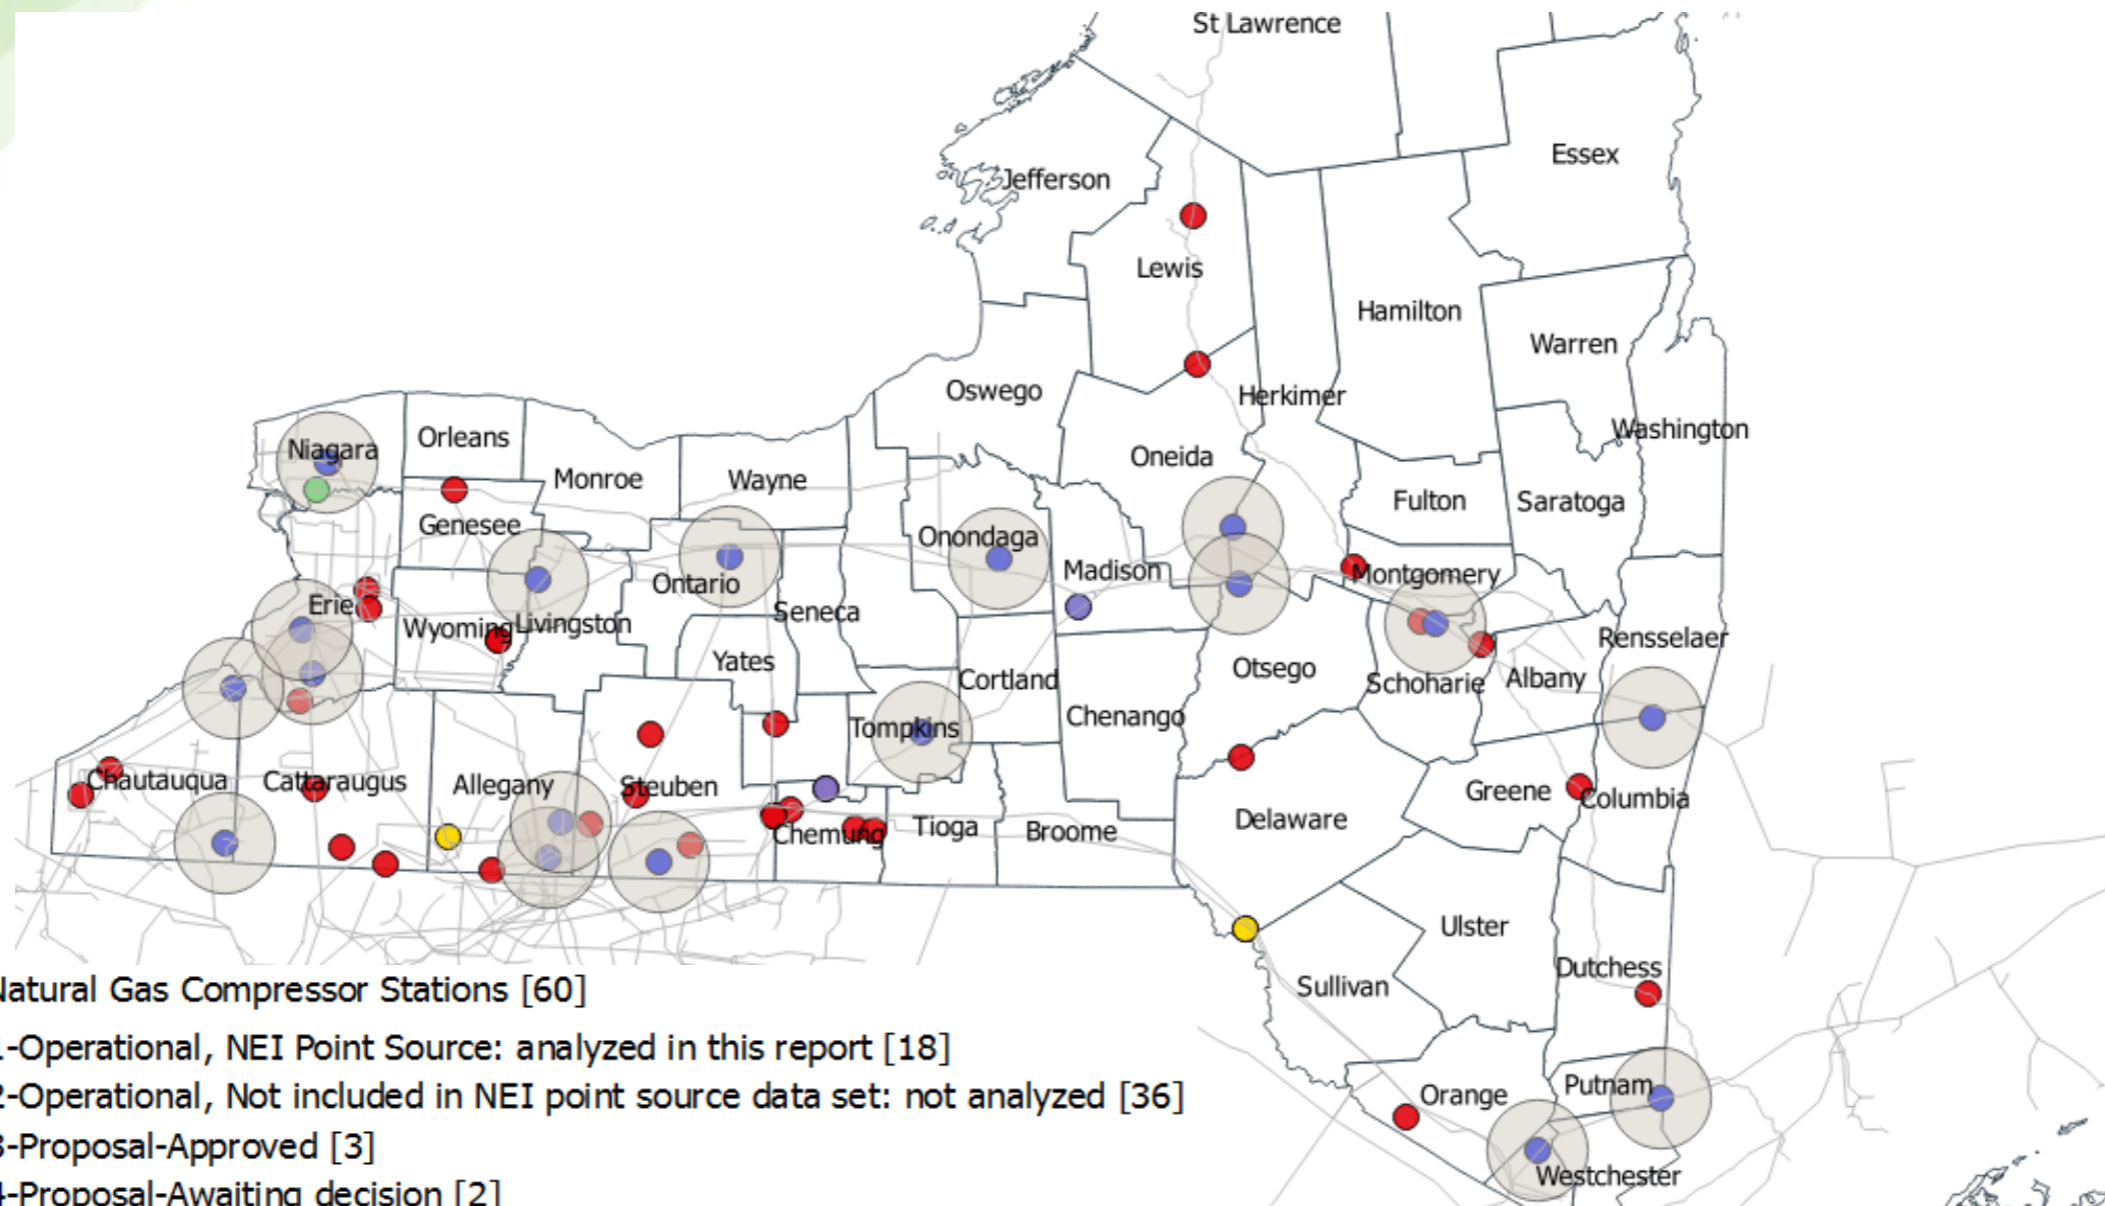 St Lawrence
Essex
Jefferson
Lewis
Hamilton
Warren
Oswego
Herkimer
Washington
Niagara
Orleans
Oneida
Monroe
Wayne
Fulton
Saratoga
Genesee
Onondaga
Madison
Montgomery
Ontario
Erie
Seneca
Wyoming
Livingston
Rensselaer
Yates
Otsego
Cortland
Schoharie
Albany
Chenango
Tompkins
Chautauqua
Cattaraugus
Allegany
Steuben
Greene
Columbia
Delaware
Chemung
Tioga
Broome
Ulster
Dutchess
Sullivan
Natural Gas Compressor Stations [60]
1-Operational, NEI Point Source: analyzed in this report [18]
2-Operational, Not included in NEI point source data set: not analyzed [36]
Orange
Putnam
3-Proposal-Approved [3]
Westchester
4-Proposal-Awaiting decision [2]